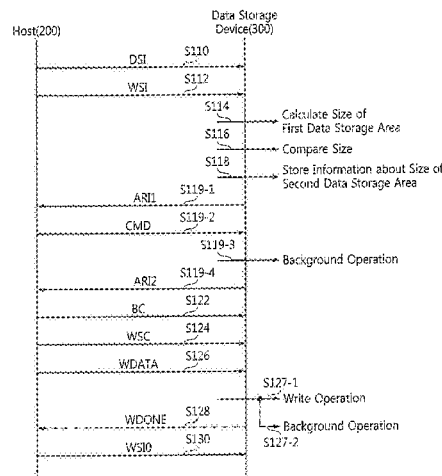 Data Storage
Host(200) Device(300)
DSI S110
WSI S112
S114
Calculate Size of
First Data Storage Area
S116
Compare Size
S118
Store Information about Size of
Second Data Storage Area
ARI1 S119-1
CMD S119-2
S119-3
Background Operation
ARI2 S119-4
BC S122
WSC S124
WDATA S126
S127-1
Write Operation
WDONE S128
Background Operation
WSI0 S130 S127-2